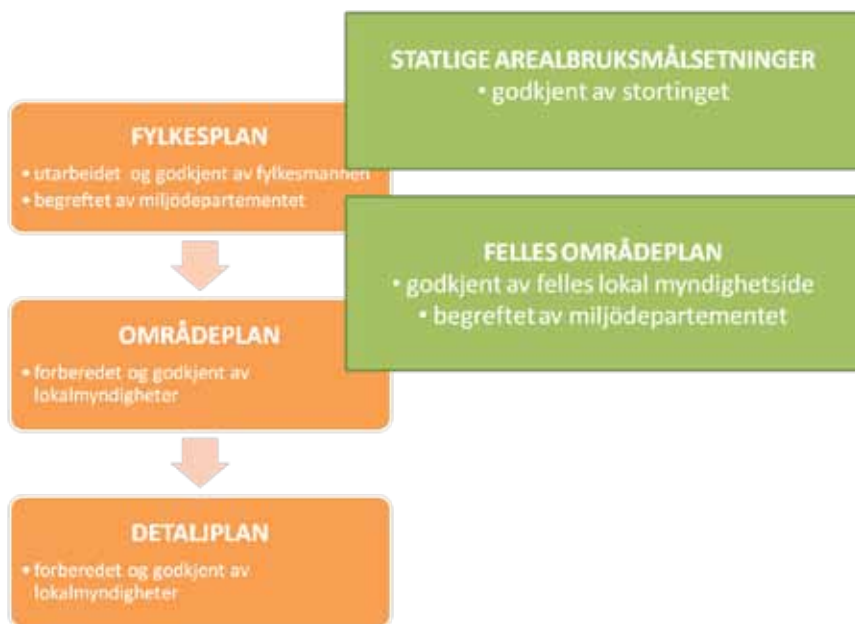 STATLIGE AREALBRUKSMÅLSETNINGER
• godkjent av stortinget
FYLKESPLAN
• utarbeidet og godkjent av fylkesmannen
• begreftet av miljödepartementet
FELLES OMRÅDEPLAN
• godkjent av felles lokal myndighetside
• begreftet av miljödepartementet
OMRÅDEPLAN
• forberedet og godkjent av
lokalmyndigheter
DETALJPLAN
• forberedet og godkjent av
lokalmyndigheter